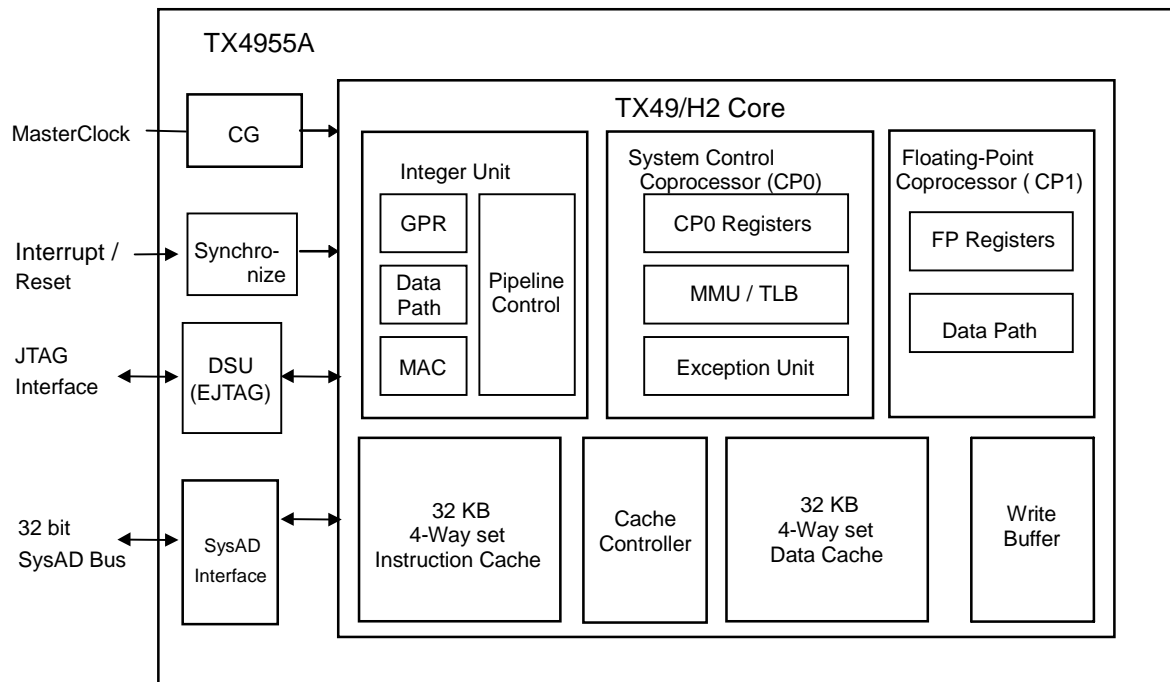 TX4955A
TX49/H2 Core
MasterClock
CG
Interrupt /
Reset
Synchro-
nize
JTAG
Interface
DSU
(EJTAG)
32 bit
SysAD Bus
SysAD
Interface
Integer Unit
GPR
Data
Path
MAC
Pipeline
Control
System Control
Coprocessor (CP0)
CP0 Registers
MMU / TLB
Exception Unit
Floating-Point
Coprocessor ( CP1)
FP Registers
Data Path
32 KB
4-Way set
Instruction Cache
Cache
Controller
32 KB
4-Way set
Data Cache
Write
Buffer